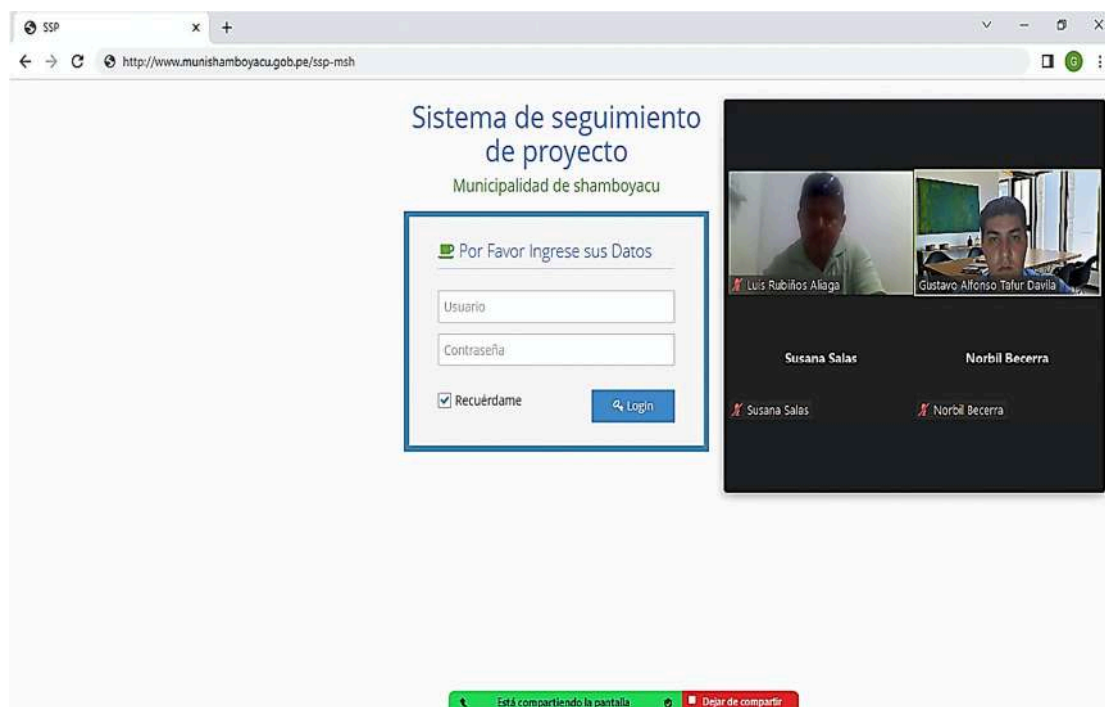 SSP
http://www.munishamboyacu.gob.pe/ssp-msh
G
Sistema de seguimiento
de proyecto
Municipalidad de shamboyacu
Por Favor Ingrese sus Datos
Usuario
Contraseña
Recuérdame
Login
Luis Rubiños Aliaga
Gustavo Alfonso Tafur Davila
Susana Salas
Norbil Becerra
Susana Salas
Norbil Becerra
Está compartiendo la pantalla
Dejar de compartir